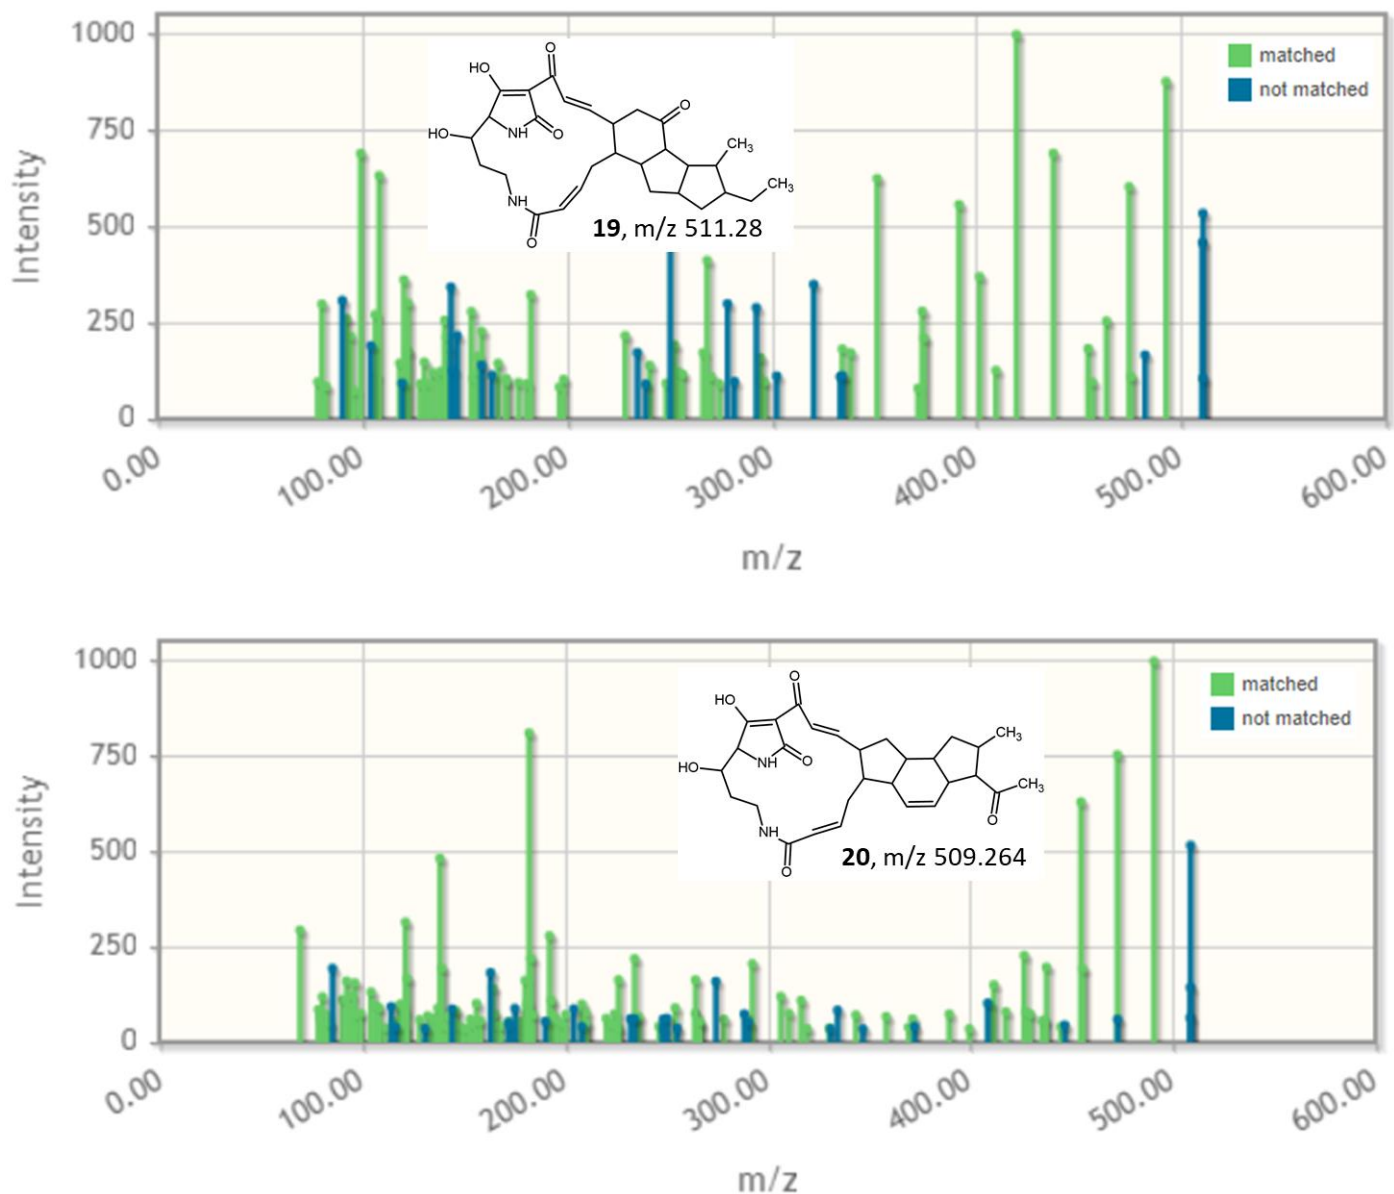 1000
750
500
250
0
Intensity
matched
not matched
O
HO
O
NH
O
HO
CH3
CH3
NH
O
19, m/z 511.28
0.00
100.00
200.00
300.00
400.00
500.00
600.00
m/z
1000
750
500
250
0
Intensity
matched
not matched
O
HO
CH3
NH
O
HO
CH3
O
NH
O
20, m/z 509.264
0.00
100.00
200.00
300.00
400.00
500.00
600.00
m/z